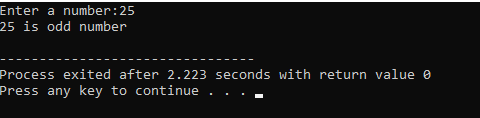 Enter a number:25
25 is odd number
--------------------------------
Process exited after 2.223 seconds with return value 0
Press any key to continue . . .